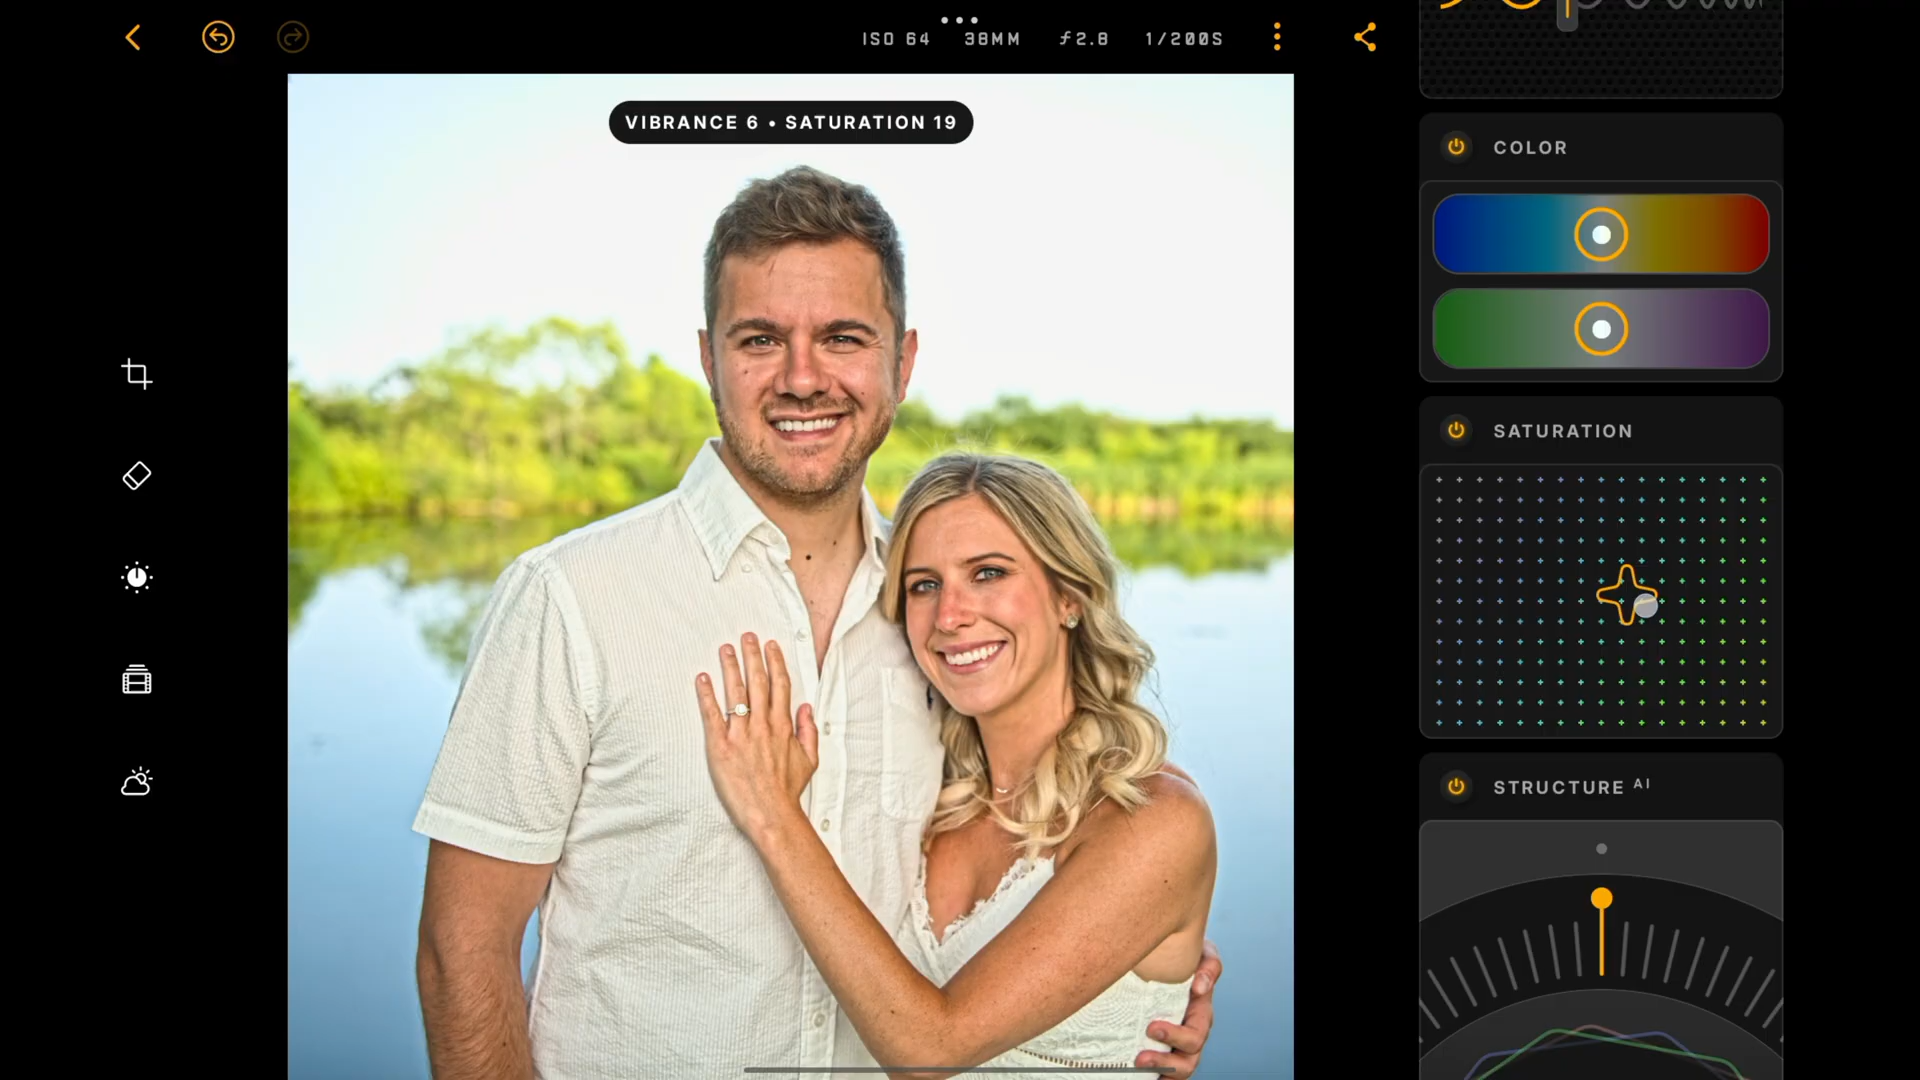 ISO 64 38MM ƒ2.8 1/200S
VIBRANCE 6 • SATURATION 19
COLOR
SATURATION
STRUCTURE AI